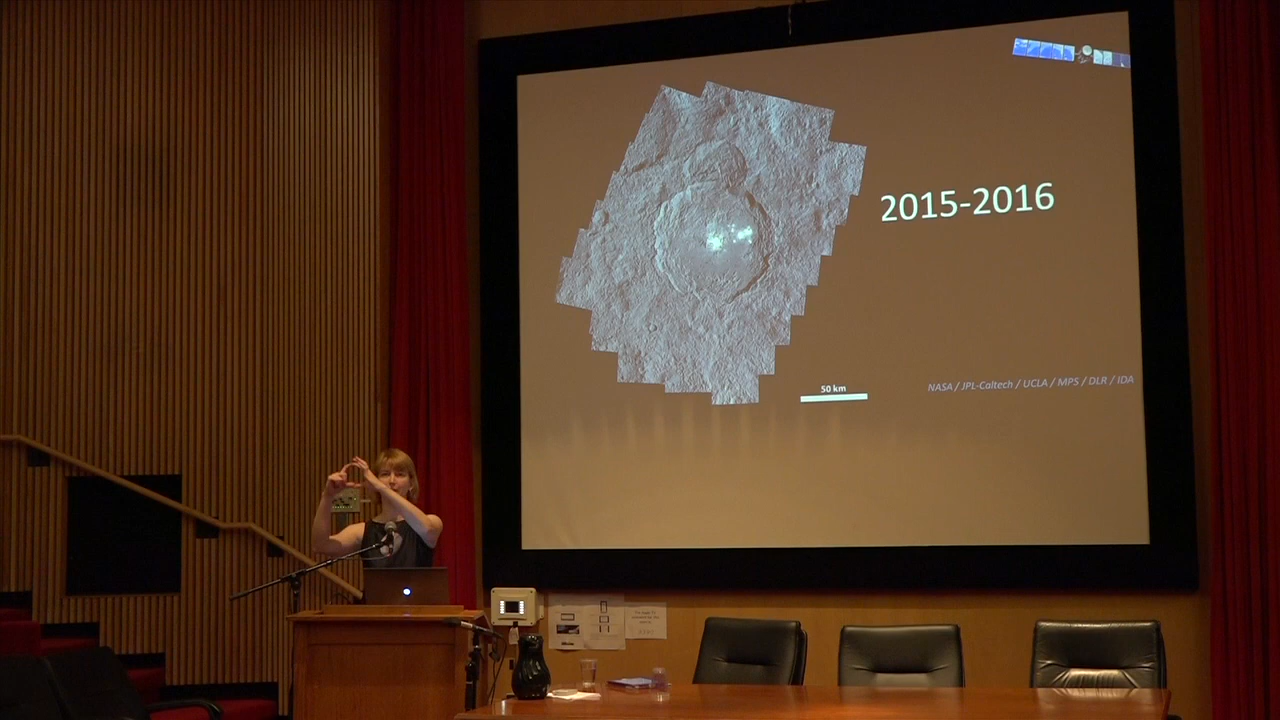 2015-2016
50 km
NASA / JPL-Caltech / UCLA / MPS / DLR / IDA